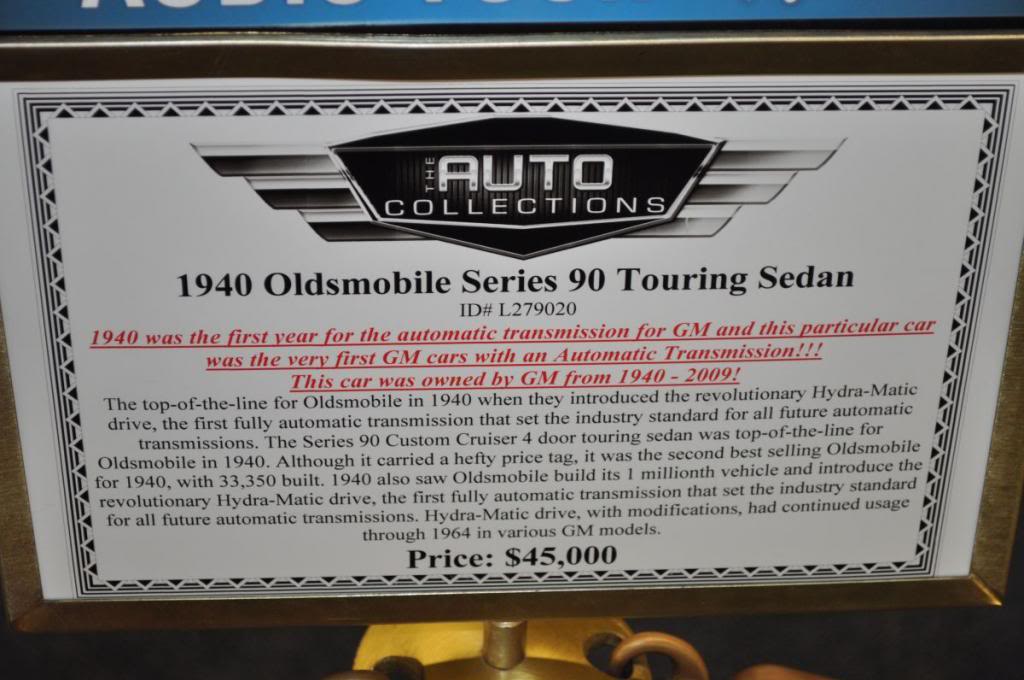 THE AUTO
COLLECTIONS
1940 Oldsmobile Series 90 Touring Sedan
ID# L279020
1940 was the first year for the automatic transmission for GM and this particular car
was the very first GM cars with an Automatic Transmission!!!
This car was owned by GM from 1940 - 2009!
The top-of-the-line for Oldsmobile in 1940 when they introduced the revolutionary Hydra-Matic
drive, the first fully automatic transmission that set the industry standard for all future automatic
transmissions. The Series 90 Custom Cruiser 4 door touring sedan was top-of-the-line for
Oldsmobile in 1940. Although it carried a hefty price tag, it was the second best selling Oldsmobile
for 1940, with 33,350 built. 1940 also saw Oldsmobile build its 1 millionth vehicle and introduce the
revolutionary Hydra-Matic drive, the first fully automatic transmission that set the industry standard
for all future automatic transmissions. Hydra-Matic drive, with modifications, had continued usage
through 1964 in various GM models.
Price: $45,000